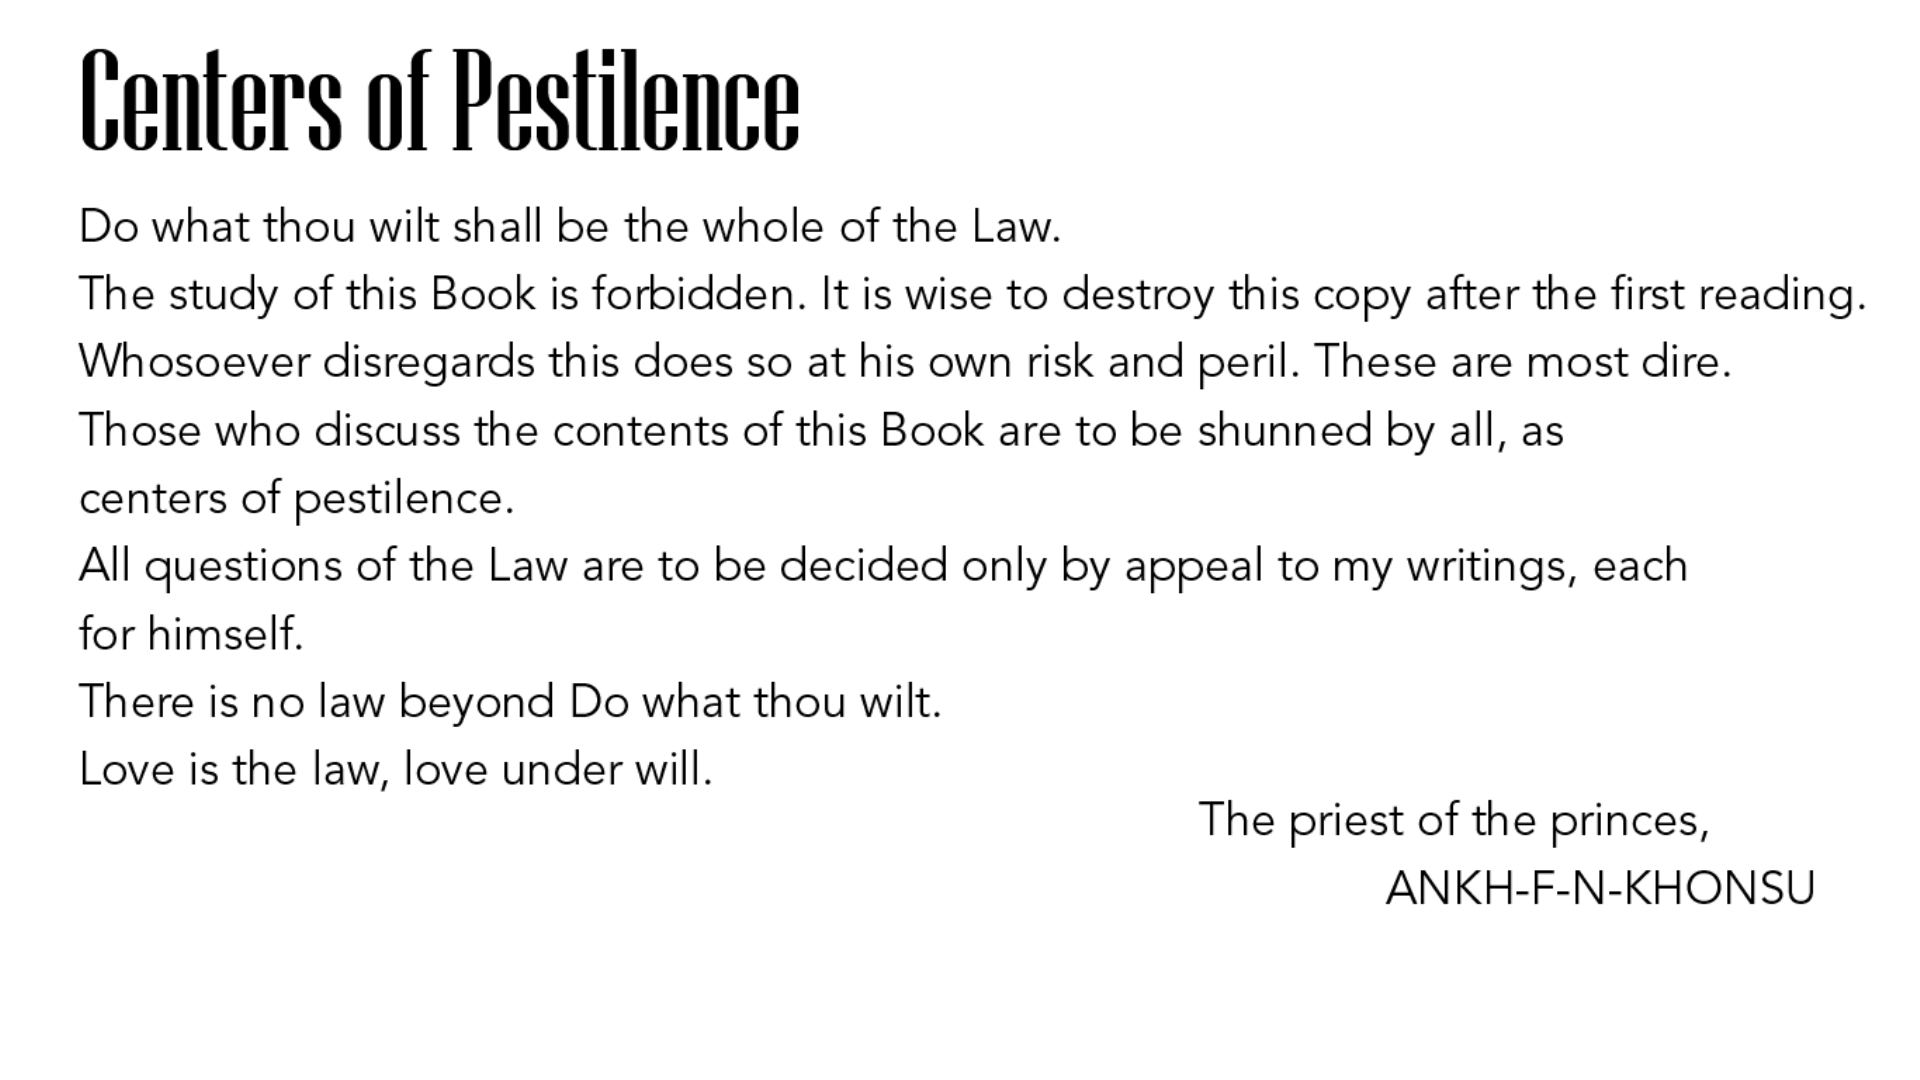 Centers of Pestilence
Do what thou wilt shall be the whole of the Law.
The study of this Book is forbidden. It is wise to destroy this copy after the first reading.
Whosoever disregards this does so at his own risk and peril. These are most dire.
Those who discuss the contents of this Book are to be shunned by all, as
centers of pestilence.
All questions of the Law are to be decided only by appeal to my writings, each
for himself.
There is no law beyond Do what thou wilt.
Love is the law, love under will.
The priest of the princes,
ANKH-F-N-KHONSU